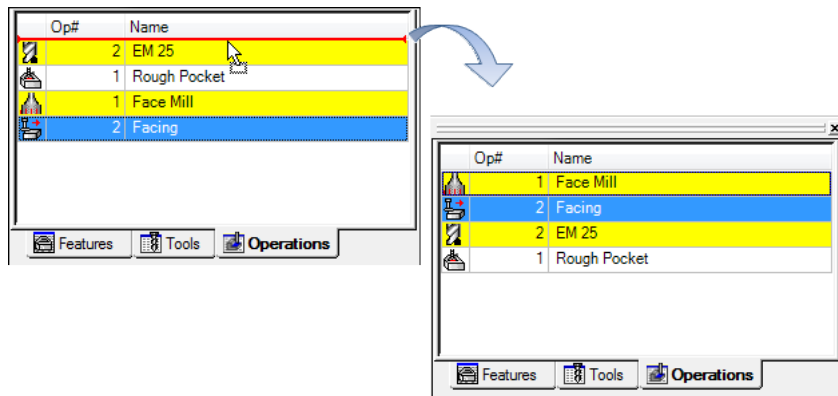 Op# Name
2 EM 25
1 Rough Pocket
1 Face Mill
2 Facing
Features Tools Operations
Op# Name
1 Face Mill
2 Facing
2 EM 25
1 Rough Pocket
Features Tools Operations